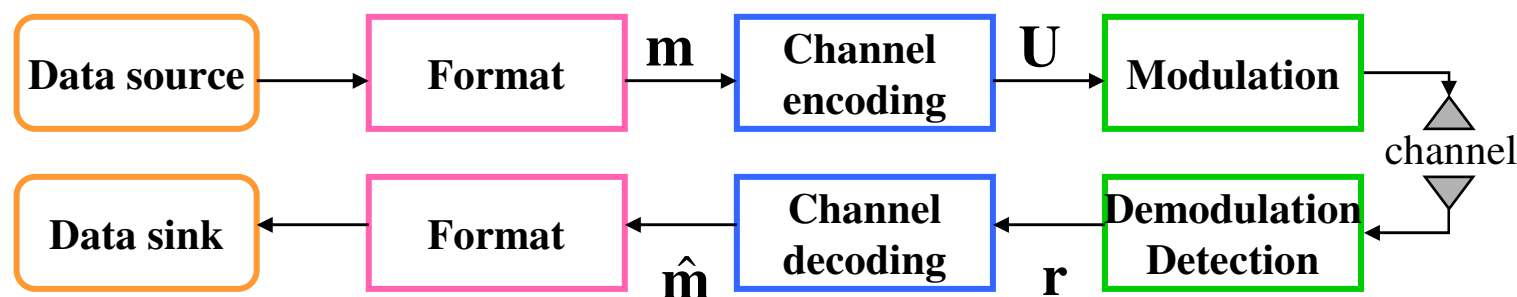 Data source
Format
m
Channel
encoding
U
Modulation
channel
Data sink
Format
m̂
Channel
decoding
r
Demodulation
Detection